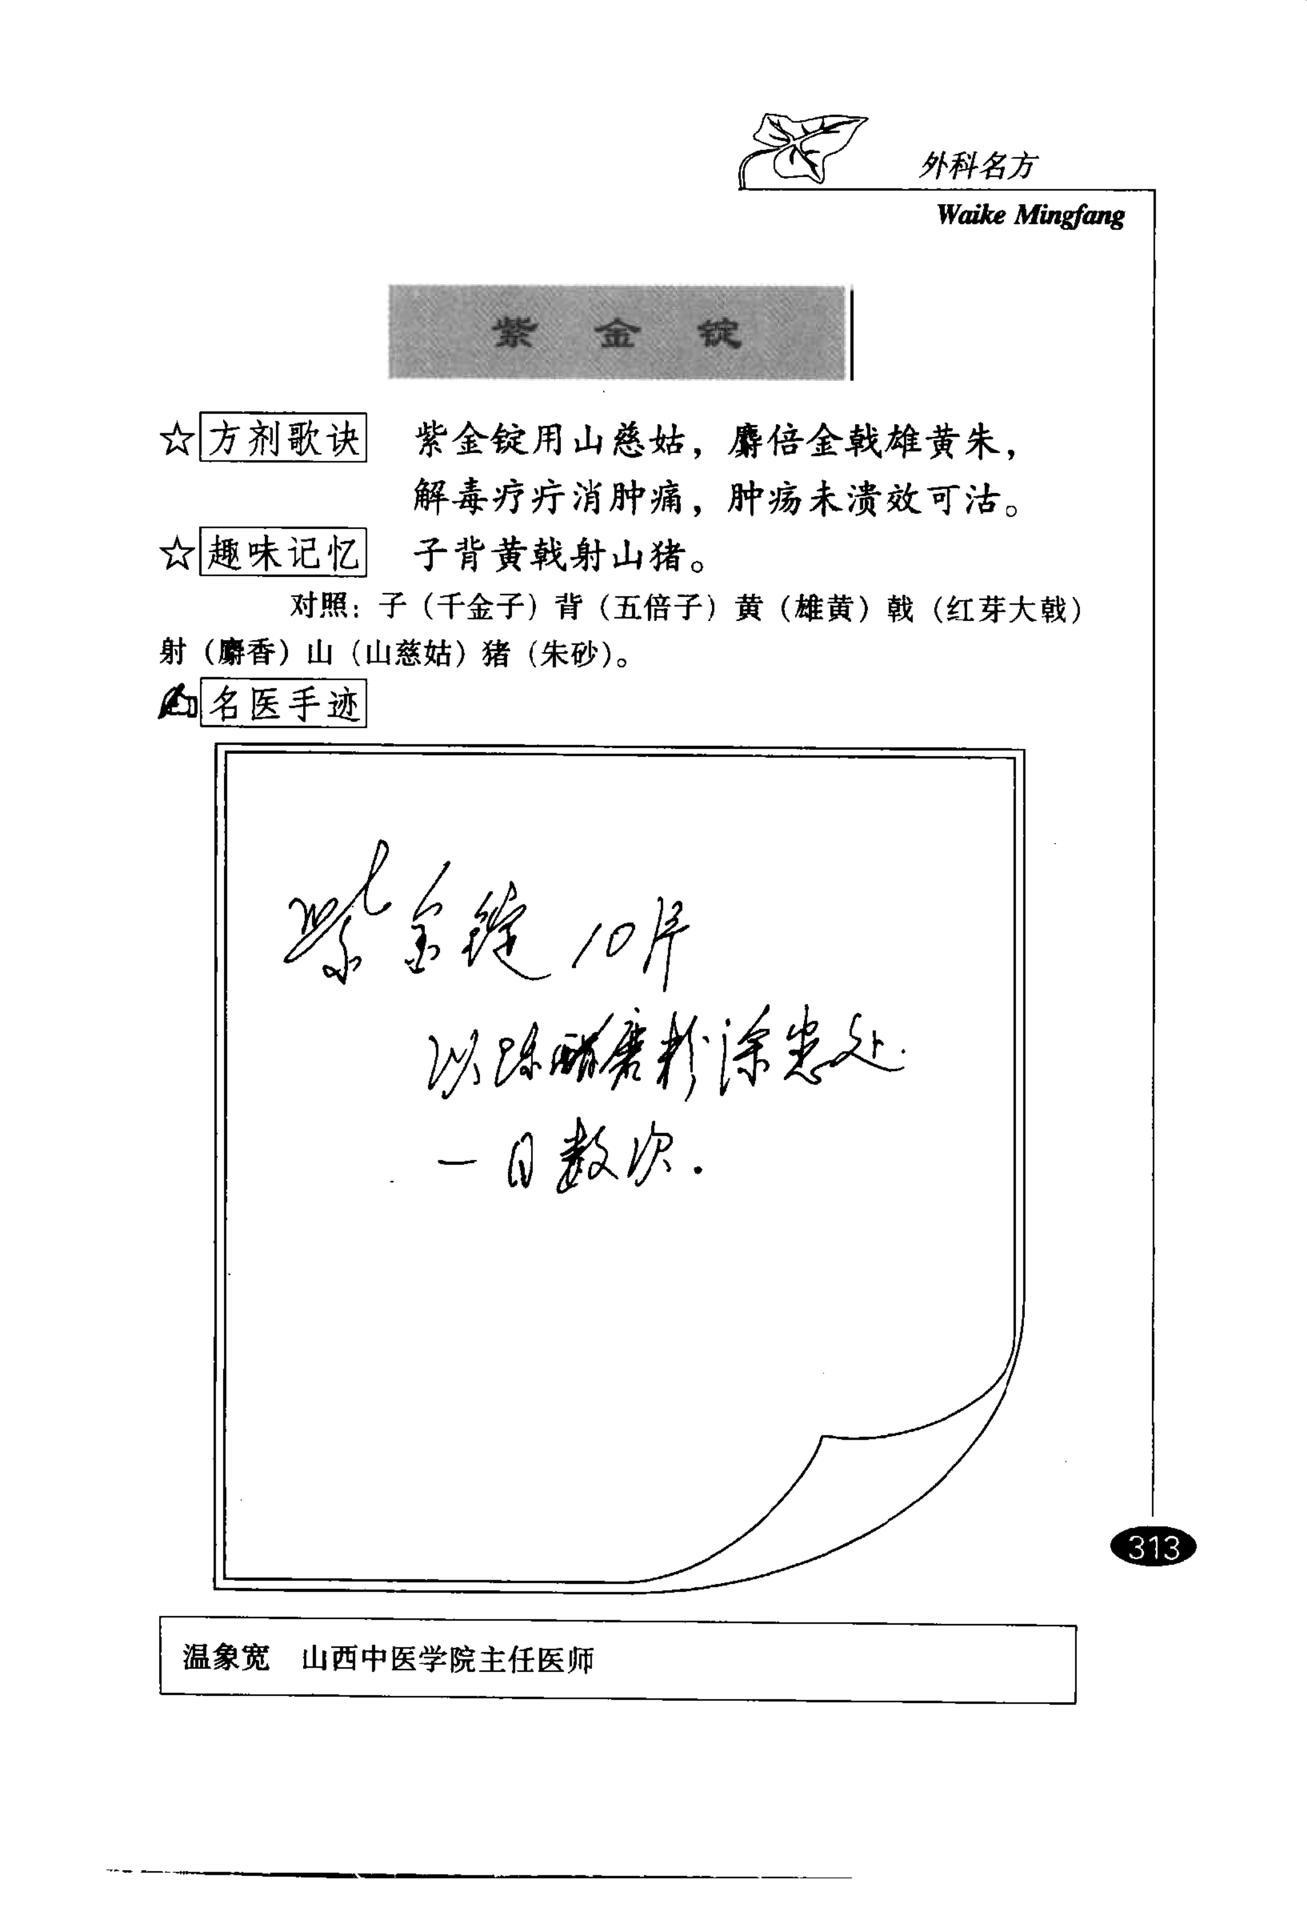 外科名方
Waike Mingfang
紫金锭
☆方剂歌诀 紫金锭用山慈姑，麝倍金戟雄黄朱，
解毒疗疔消肿痛，肿疡未溃效可沽。
☆趣味记忆 子背黄戟射山猪。
对照：子（千金子）背（五倍子）黄（雄黄）戟（红芽大戟）
射（麝香）山（山慈姑）猪（朱砂）。
名医手迹
紫金锭 10片
以陈醋磨粉涂患处.
一日数次.
313
温象宽 山西中医学院主任医师